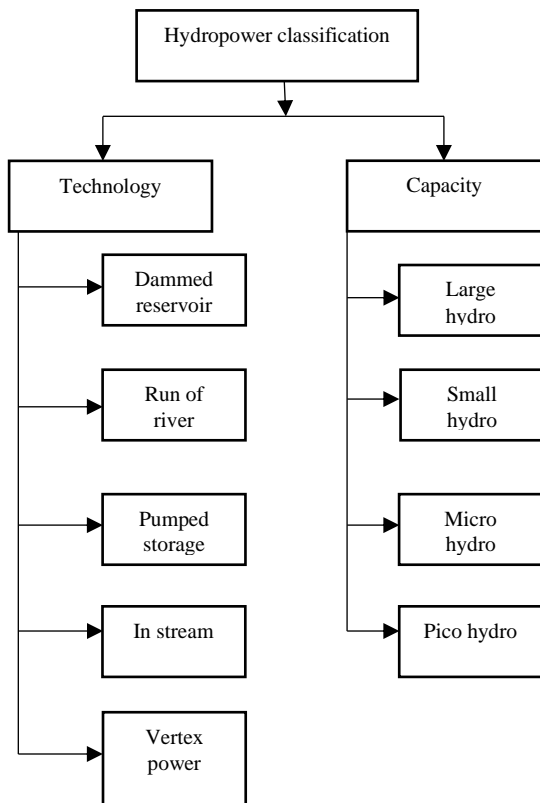 Hydropower classification
Technology
Dammed
reservoir
Run of
river
Pumped
storage
In stream
Vertex
power
Capacity
Large
hydro
Small
hydro
Micro
hydro
Pico hydro